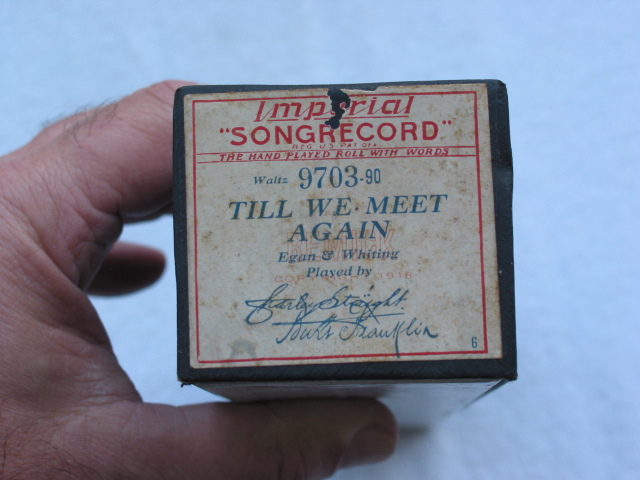 Imperial
"SONGRECORD"
REG. U.S. PAT. OFF.
THE HAND PLAYED ROLL WITH WORDS
Waltz 9703-90
TILL WE MEET
AGAIN
Egan & Whiting
Played by
Charley Straight
Burt Franklin
6